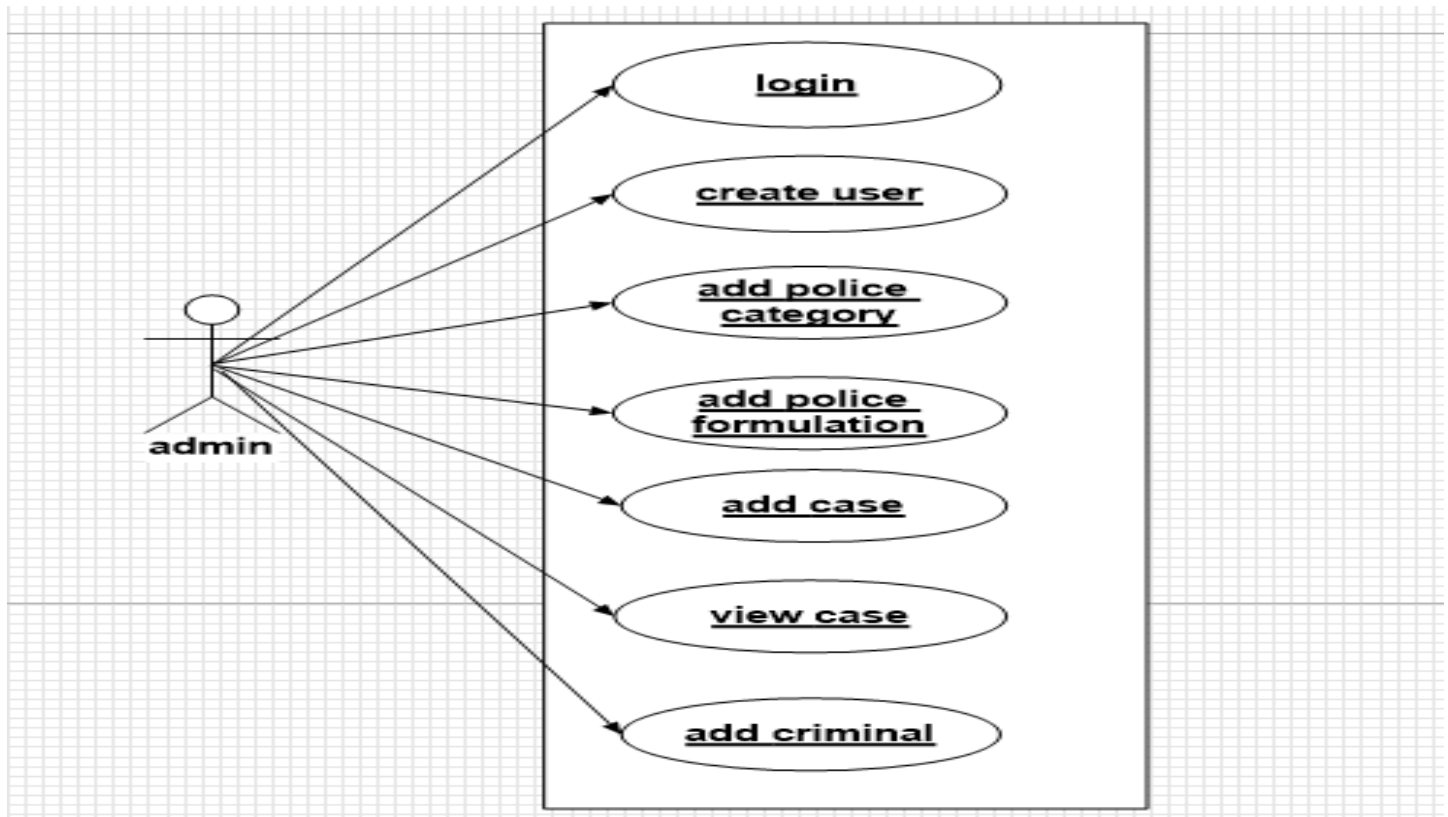 login
create user
add police
category
add police
formulation
add case
view case
add criminal
admin